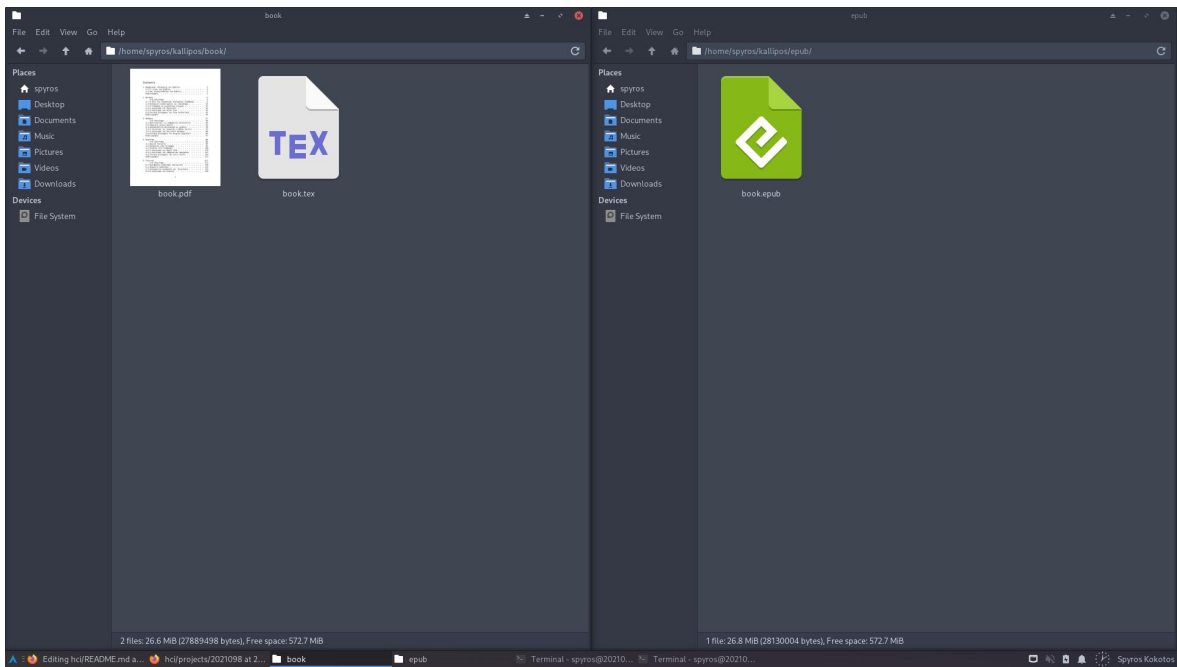 book
File Edit View Go Help
/home/spyros/kallipos/book/
Places
spyros
Desktop
Documents
Music
Pictures
Videos
Downloads
Devices
File System
book.pdf
TEX
book.tex
2 files: 26.6 MiB (27889498 bytes), Free space: 572.7 MiB
epub
File Edit View Go Help
/home/spyros/kallipos/epub/
Places
spyros
Desktop
Documents
Music
Pictures
Videos
Downloads
Devices
File System
book.epub
1 file: 26.8 MiB (28130004 bytes), Free space: 572.7 MiB
Editing hci/README.md a... hci/projects/2021098 at 2... book epub Terminal - spyros@20210... Terminal - spyros@20210... Spyros Kokotos